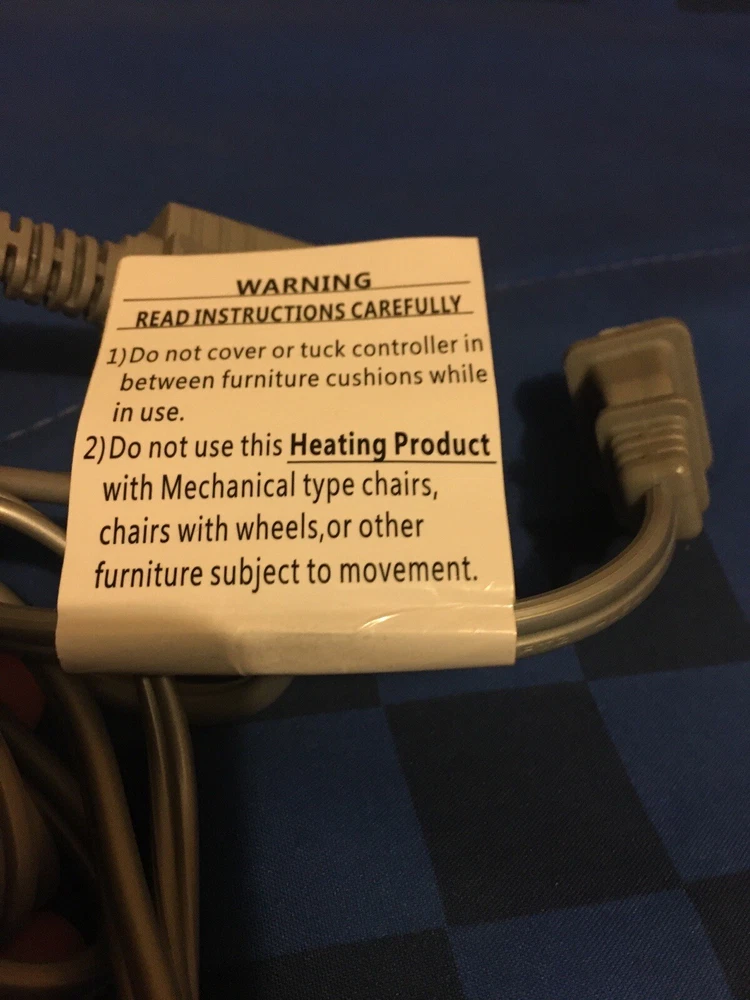 WARNING
READ INSTRUCTIONS CAREFULLY
1)Do not cover or tuck controller in
between furniture cushions while
in use.
2)Do not use this Heating Product
with Mechanical type chairs,
chairs with wheels,or other
furniture subject to movement.